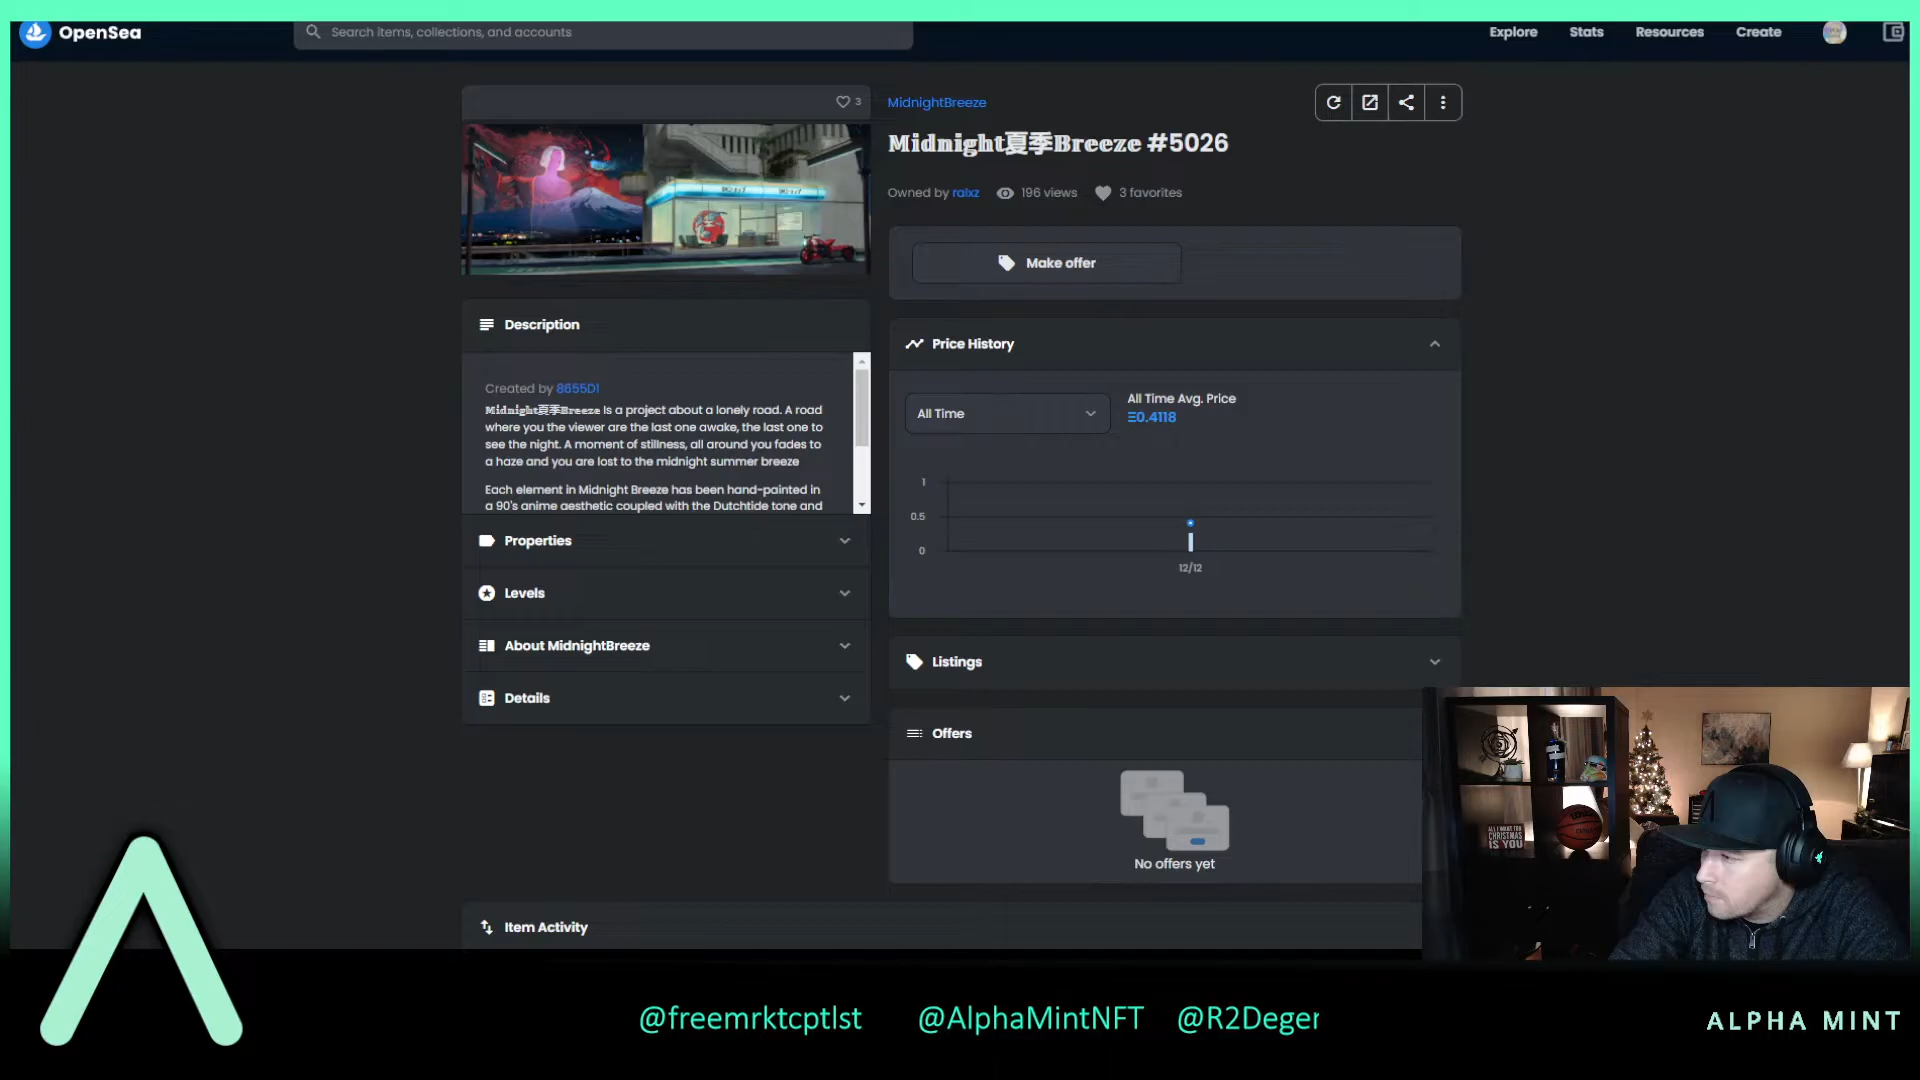 OpenSea
Search items, collections, and accounts
Explore
Stats
Resources
Create
3
MidnightBreeze
𝕄𝕚𝕕𝕟𝕚𝕘𝕙𝕥夏季𝔹𝕣𝕖𝕖𝕫𝕖 #5026
Owned by ralxz
196 views
3 favorites
Make offer
Description
Created by 8655D1
𝕄𝕚𝕕𝕟𝕚𝕘𝕙𝕥夏季𝔹𝕣𝕖𝕖𝕫𝕖 is a project about a lonely road. A road
where you the viewer are the last one awake, the last one to
see the night. A moment of stillness, all around you fades to
a haze and you are lost to the midnight summer breeze
Each element in Midnight Breeze has been hand-painted in
a 90's anime aesthetic coupled with the Dutchtide tone and
Properties
Levels
About MidnightBreeze
Details
Price History
All Time
All Time Avg. Price
Ξ0.4118
1
0.5
0
12/12
Listings
Offers
No offers yet
Item Activity
ALL I WANT FOR
CHRISTMAS
IS YOU
@freemrktcptlst
@AlphaMintNFT
@R2Degen
ALPHA MINT